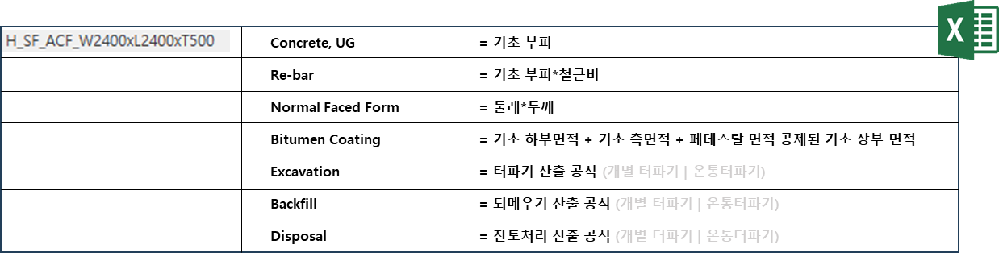 H_SF_ACF_W2400xL2400xT500 Concrete, UG = 기초 부피
Re-bar = 기초 부피*철근비
Normal Faced Form = 둘레*두께
Bitumen Coating = 기초 하부면적 + 기초 측면적 + 페데스탈 면적 공제된 기초 상부 면적
Excavation = 터파기 산출 공식 (개별 터파기 | 온통터파기)
Backfill = 되메우기 산출 공식 (개별 터파기 | 온통터파기)
Disposal = 잔토처리 산출 공식 (개별 터파기 | 온통터파기)
X